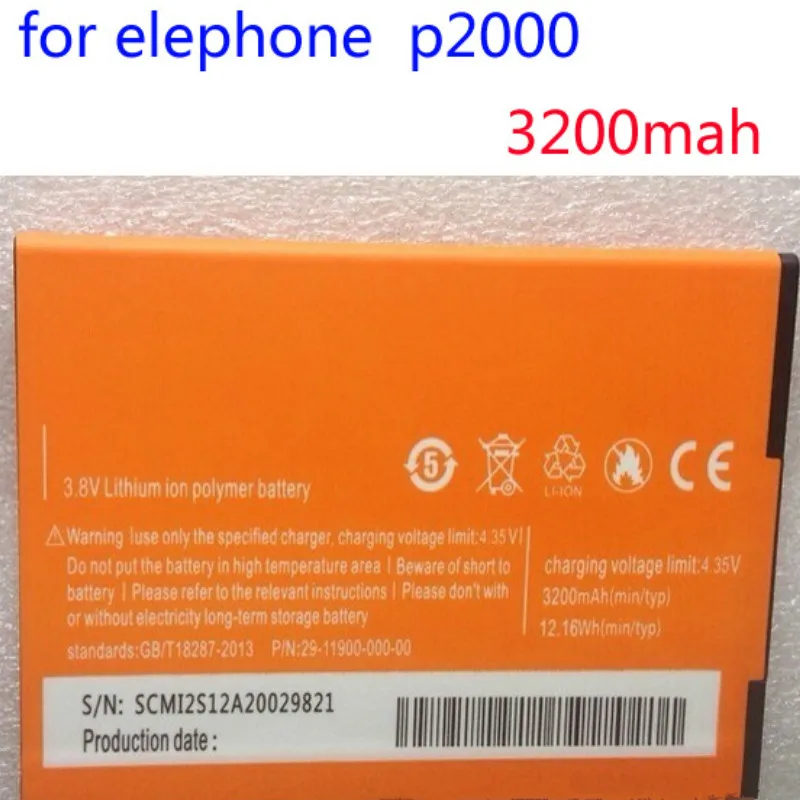 for elephone p2000
3200mah
5
LI-ION
CE
3.8V Lithium ion polymer battery
⚠Warning |use only the specified charger, charging voltage limit:4.35V|
Do not put the battery in high temperature area | Beware of short to
battery | Please refer to the relevant instructions | Please don't with
or without electricity long-term storage battery
standards:GB/T18287-2013 P/N:29-11900-000-00
charging voltage limit:4.35V
3200mAh(min/typ)
12.16Wh(min/typ)
S/N: SCMI2S12A20029821
Production date :